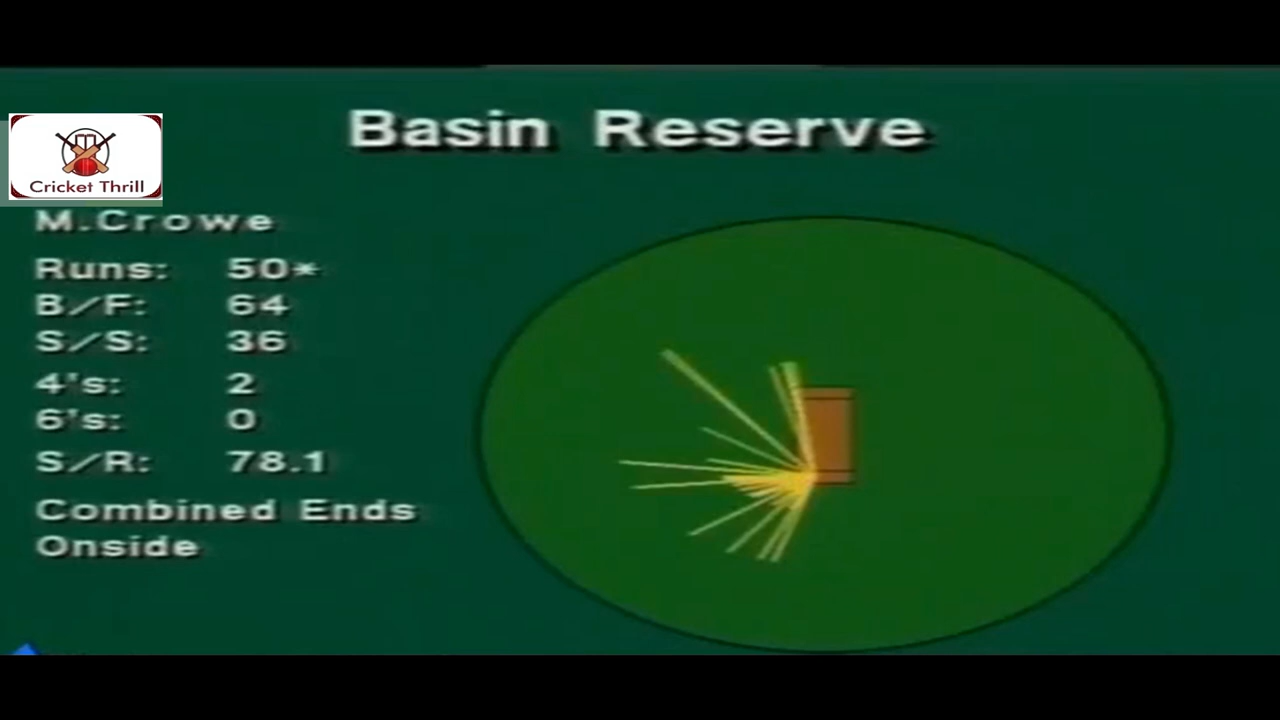 Basin Reserve
Cricket Thrill
M.Crowe
Runs: 50*
B/F: 64
S/S: 36
4's: 2
6's: 0
S/R: 78.1
Combined Ends
Onside